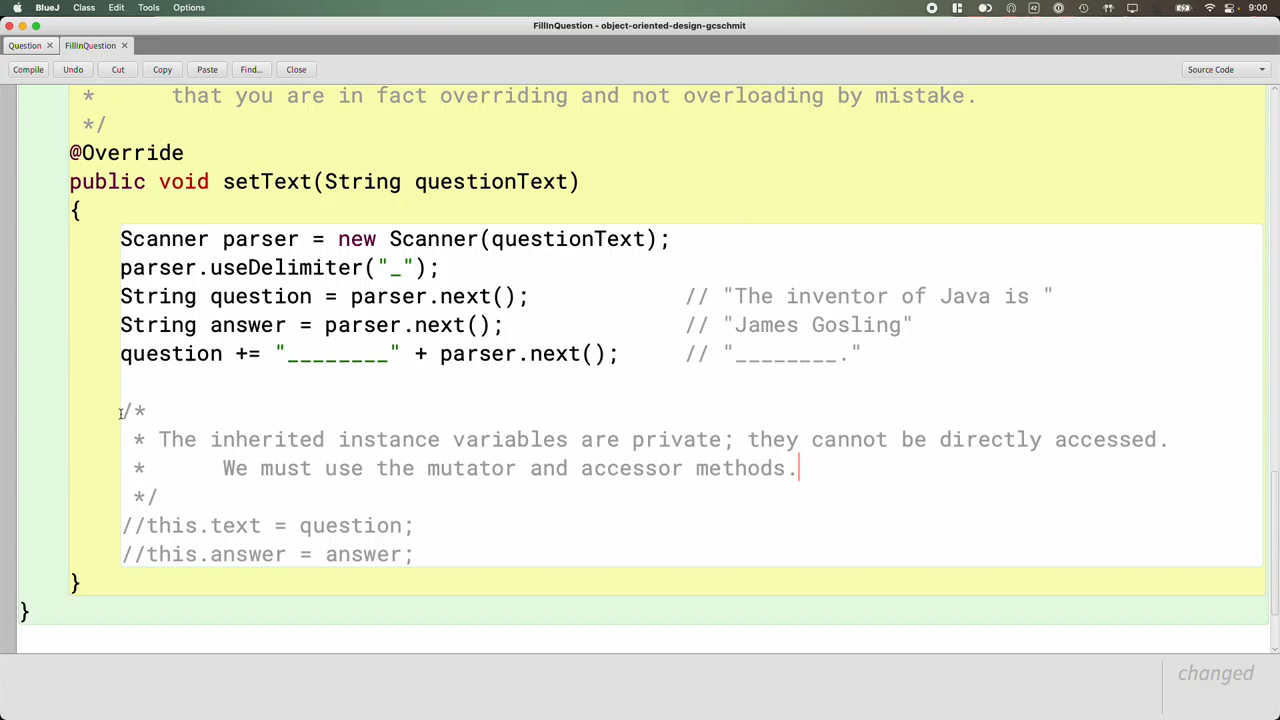 BlueJ Class Edit Tools Options 42 9:00
FillInQuestion - object-oriented-design-gcschmit
Question × FillInQuestion ×
Compile Undo Cut Copy Paste Find... Close Source Code
* that you are in fact overriding and not overloading by mistake.
*/
@Override
public void setText(String questionText)
{
Scanner parser = new Scanner(questionText);
parser.useDelimiter("_");
String question = parser.next(); // "The inventor of Java is "
String answer = parser.next(); // "James Gosling"
question += "________" + parser.next(); // "________."
/*
* The inherited instance variables are private; they cannot be directly accessed.
* We must use the mutator and accessor methods.
*/
//this.text = question;
//this.answer = answer;
}
}
changed